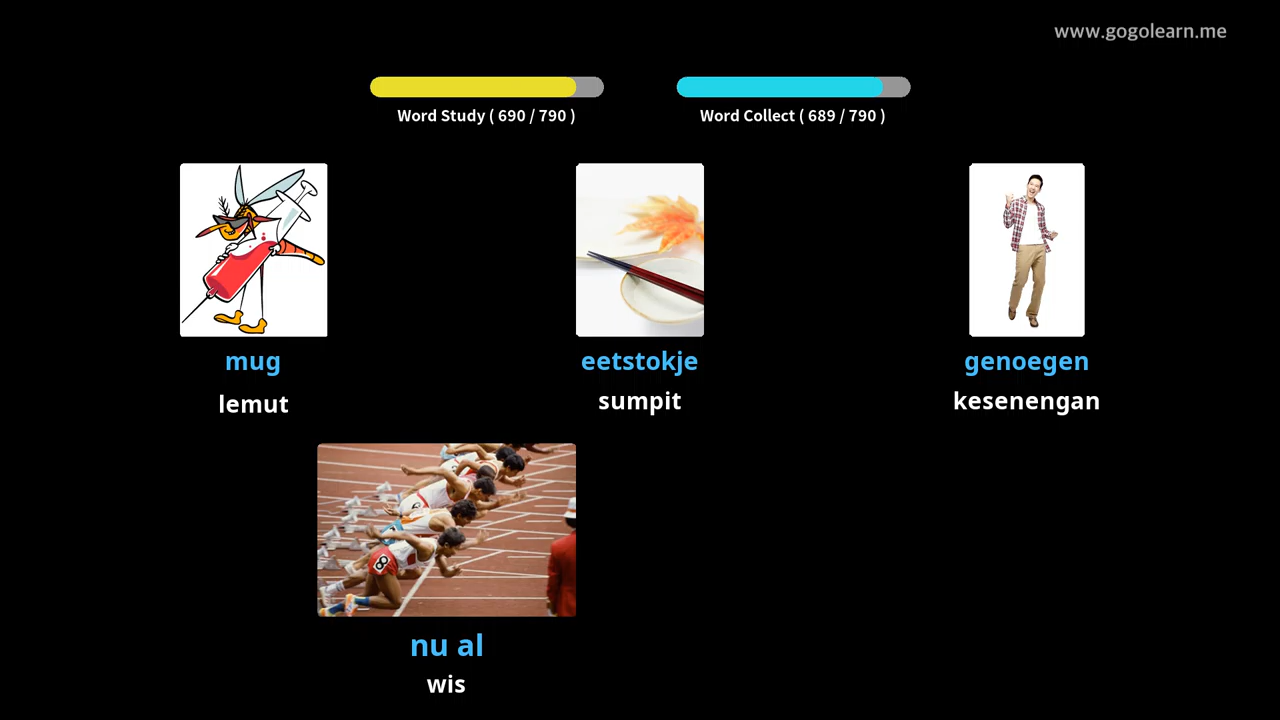 www.gogolearn.me
Word Study ( 690 / 790 )
Word Collect ( 689 / 790 )
mug
eetstokje
genoegen
lemut
sumpit
kesenengan
8
nu al
wis